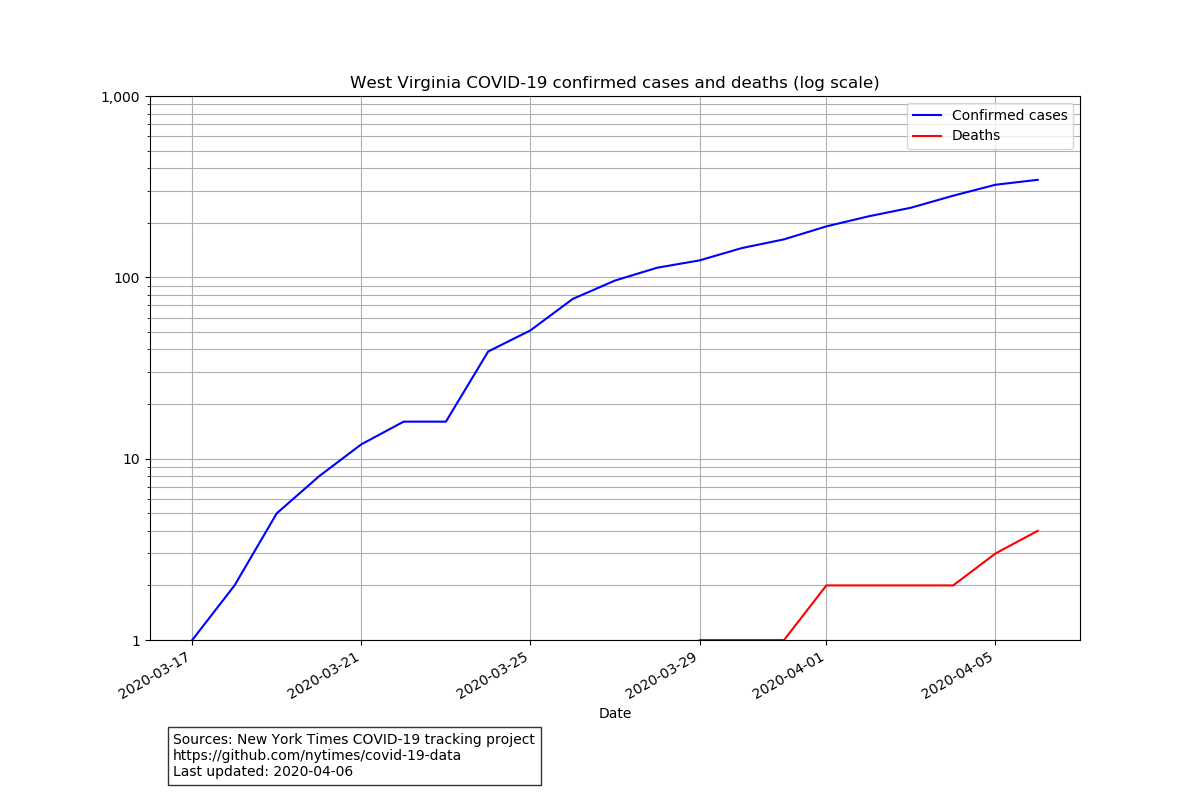 West Virginia COVID-19 confirmed cases and deaths (log scale)
1,000
100
10
1
Confirmed cases
Deaths
2020-03-17
2020-03-21
2020-03-25
2020-03-29
2020-04-01
2020-04-05
Date
Sources: New York Times COVID-19 tracking project
https://github.com/nytimes/covid-19-data
Last updated: 2020-04-06